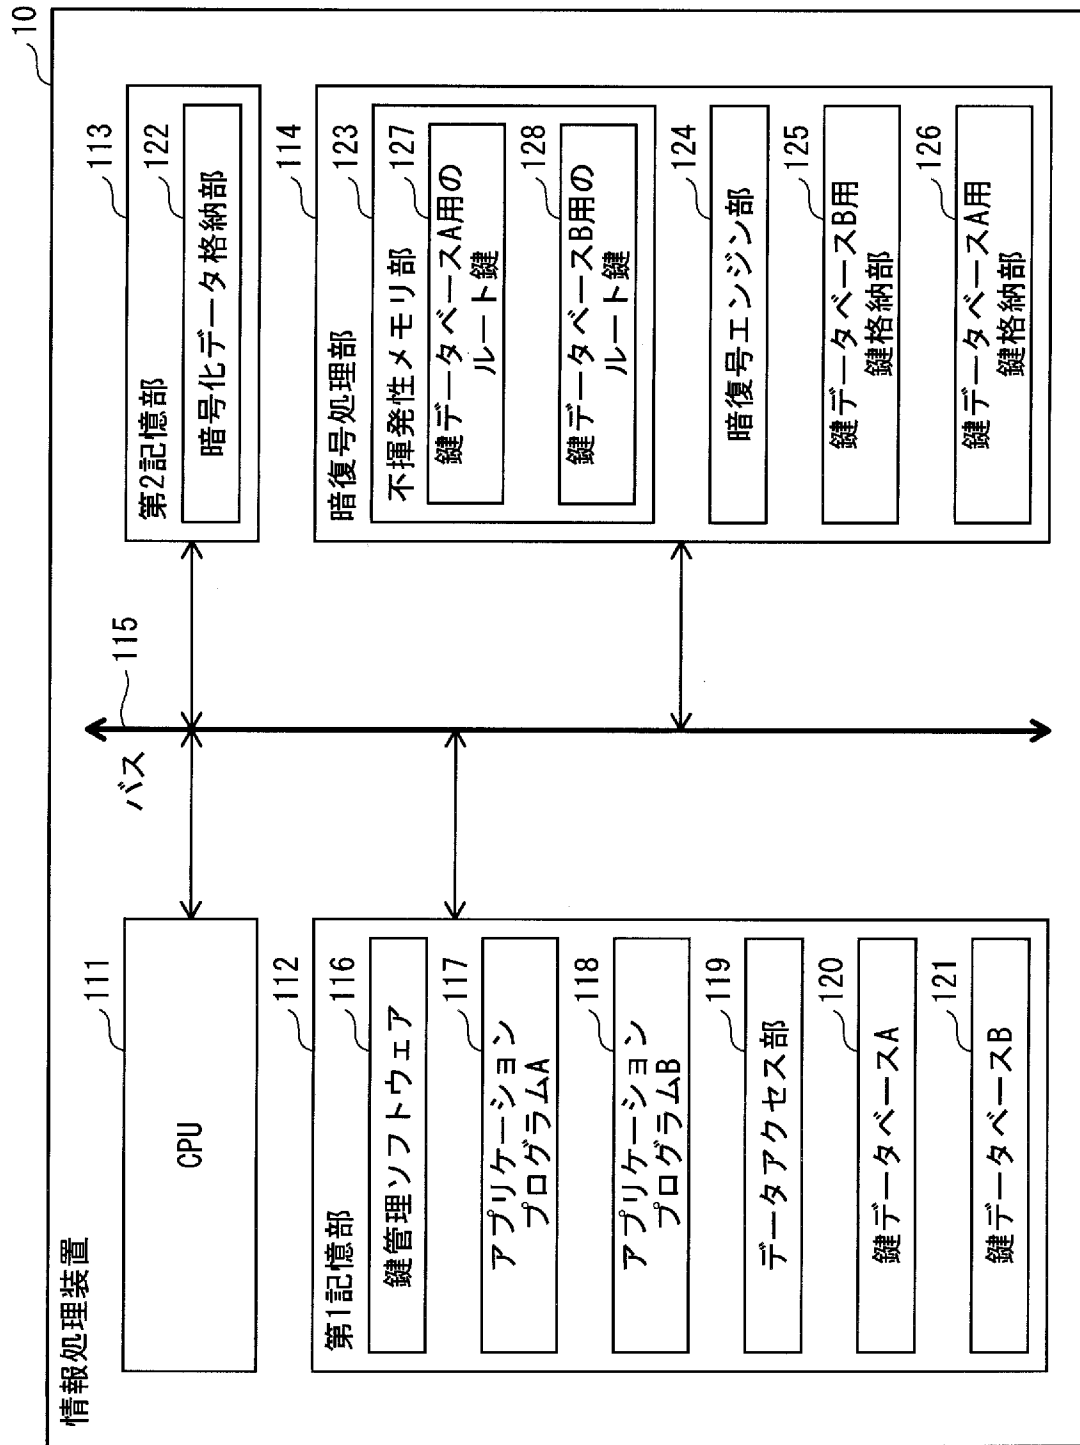 10
情報処理装置
111
CPU
112
第1記憶部
116
鍵管理ソフトウェア
117
アプリケーション
プログラムA
118
アプリケーション
プログラムB
119
データアクセス部
120
鍵データベースA
121
鍵データベースB
バス
115
113
第2記憶部
122
暗号化データ格納部
114
暗復号処理部
123
不揮発性メモリ部
127
鍵データベースA用の
ルート鍵
128
鍵データベースB用の
ルート鍵
124
暗復号エンジン部
125
鍵データベースB用
鍵格納部
126
鍵データベースA用
鍵格納部